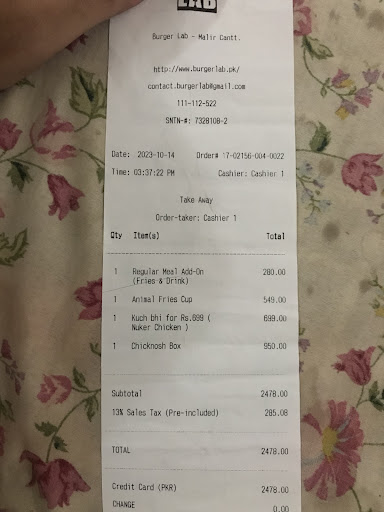 LAB
Burger Lab - Malir Cantt.
http://www.burgerlab.pk/
contact.burgerlab@gmail.com
111-112-522
SNTN-#: 7328108-2
Date: 2023-10-14 Order# 17-02156-004-0022
Time: 03:37:22 PM Cashier: Cashier 1
Take Away
Order-taker: Cashier 1
Qty Item(s) Total
1 Regular Meal Add-On 280.00
(Fries & Drink)
1 Animal Fries Cup 549.00
1 Kuch bhi for Rs.699 ( 699.00
Nuker Chicken )
1 Chicknosh Box 950.00
Subtotal 2478.00
13% Sales Tax (Pre-included) 285.08
TOTAL 2478.00
Credit Card (PKR) 2478.00
CHANGE 0.00